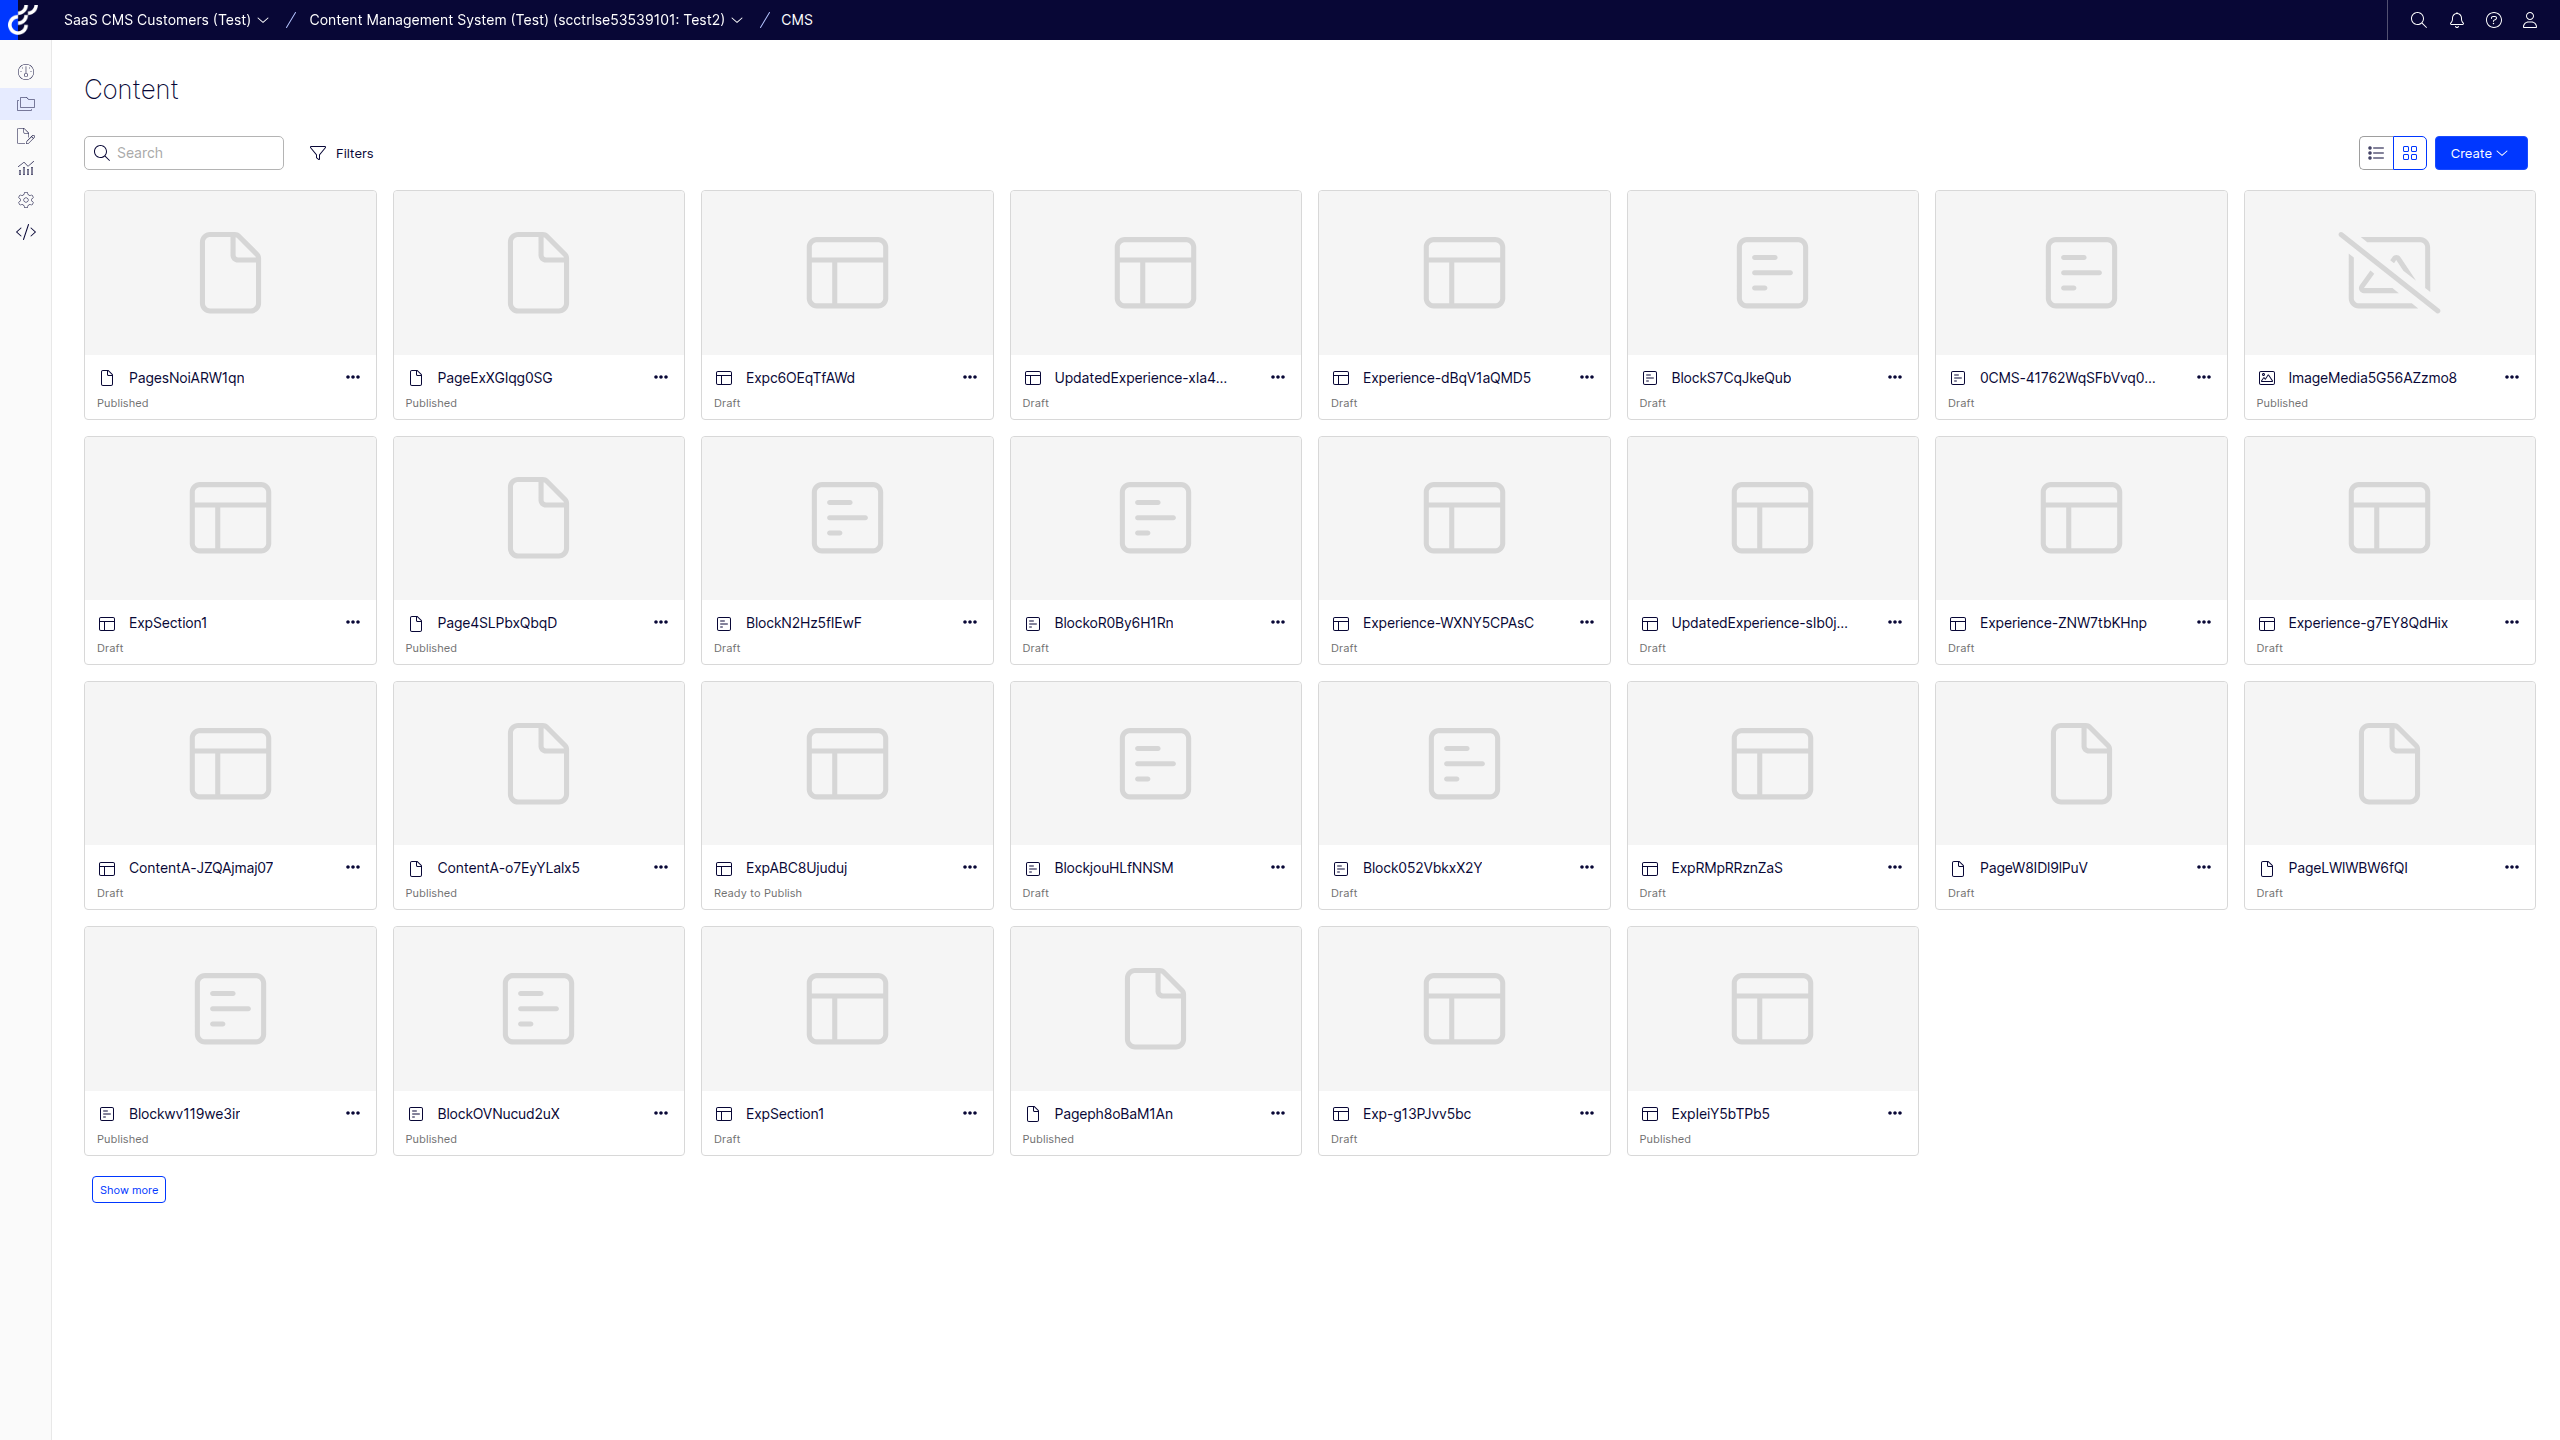 SaaS CMS Customers (Test) / Content Management System (Test) (scctrlse53539101: Test2) / CMS
Content
Search
Filters
Create
PagesNoiARW1qn
Published
PageExXGlqg0SG
Published
Expc6OEqTfAWd
Draft
UpdatedExperience-xla4...
Draft
Experience-dBqV1aQMD5
Draft
BlockS7CqJkeQub
Draft
0CMS-41762WqSFbVvq0...
Draft
ImageMedia5G56AZzmo8
Published
ExpSection1
Draft
Page4SLPbxQbqD
Published
BlockN2Hz5flEwF
Draft
BlockoR0By6H1Rn
Draft
Experience-WXNY5CPAsC
Draft
UpdatedExperience-slb0j...
Draft
Experience-ZNW7tbKHnp
Draft
Experience-g7EY8QdHix
Draft
ContentA-JZQAjmaj07
Draft
ContentA-o7EyYLalx5
Published
ExpABC8Ujuduj
Ready to Publish
BlockjouHLfNNSM
Draft
Block052VbkxX2Y
Draft
ExpRMpRRznZaS
Draft
PageW8IDl9lPuV
Draft
PageLWlWBW6fQI
Draft
Blockwv119we3ir
Published
BlockOVNucud2uX
Published
ExpSection1
Draft
Pageph8oBaM1An
Published
Exp-g13PJvv5bc
Draft
ExpleiY5bTPb5
Published
Show more